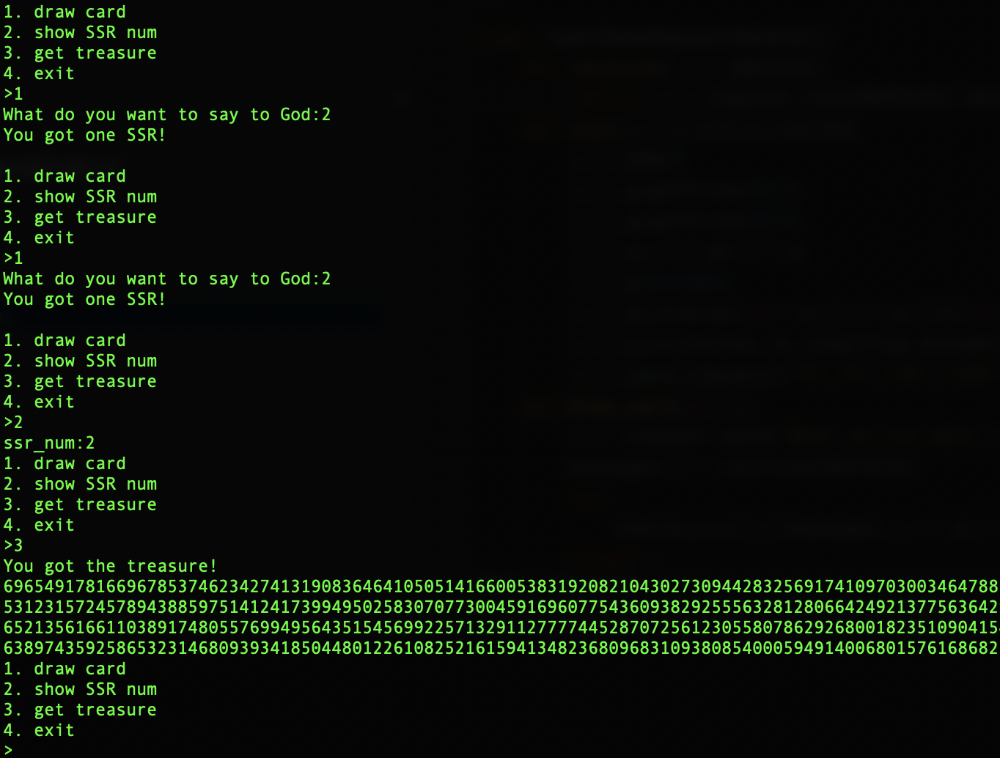 1. draw card
2. show SSR num
3. get treasure
4. exit
>1
What do you want to say to God:2
You got one SSR!
1. draw card
2. show SSR num
3. get treasure
4. exit
>1
What do you want to say to God:2
You got one SSR!
1. draw card
2. show SSR num
3. get treasure
4. exit
>2
ssr_num:2
1. draw card
2. show SSR num
3. get treasure
4. exit
>3
You got the treasure!
6965491781669678537462342741319083646410505141660053831920821043027309442832569174109703003464788
5312315724578943885975141241739949502583070773004591696077543609382925556328128066424921377563642
652135616611038917480557699495643515456992257132911277774452870725612305580786292680018235109041 5
6389743592586532314680939341850448012261082521615941348236809683109380854000594914006801576168682
1. draw card
2. show SSR num
3. get treasure
4. exit
>